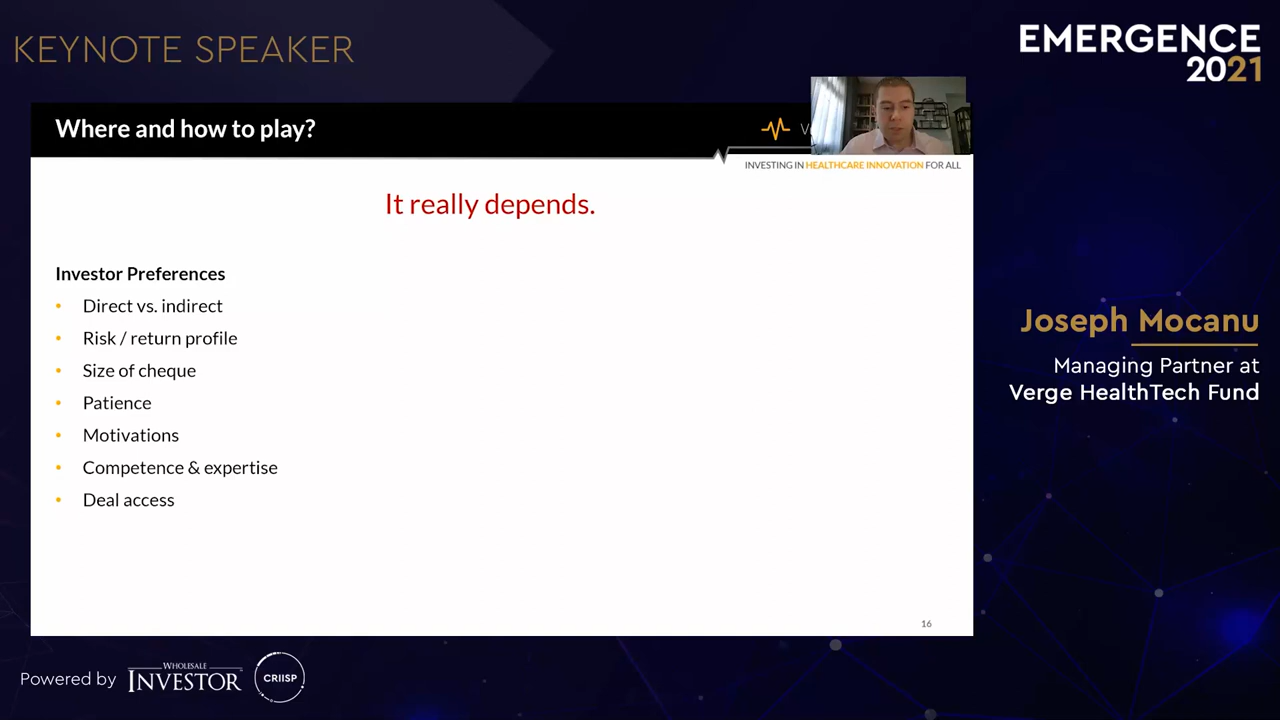 KEYNOTE SPEAKER
EMERGENCE
2021
Where and how to play?
INVESTING IN HEALTHCARE INNOVATION FOR ALL
It really depends.
Investor Preferences
• Direct vs. indirect
• Risk / return profile
• Size of cheque
• Patience
• Motivations
• Competence & expertise
• Deal access
16
Joseph Mocanu
Managing Partner at
Verge HealthTech Fund
Powered by
WHOLESALE
INVESTOR
CRIISP